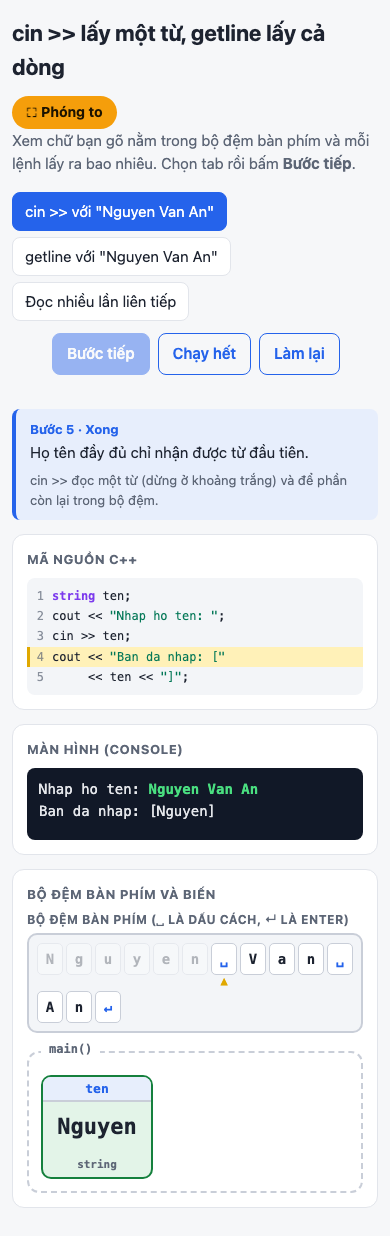 cin >> lấy một từ, getline lấy cả
dòng
⛶ Phóng to
Xem chữ bạn gõ nằm trong bộ đệm bàn phím và mỗi
lệnh lấy ra bao nhiêu. Chọn tab rồi bấm Bước tiếp.
cin >> với "Nguyen Van An"
getline với "Nguyen Van An"
Đọc nhiều lần liên tiếp
Bước tiếp Chạy hết Làm lại
Bước 5 · Xong
Họ tên đầy đủ chỉ nhận được từ đầu tiên.
cin >> đọc một từ (dừng ở khoảng trắng) và để phần
còn lại trong bộ đệm.
MÃ NGUỒN C++
1 string ten;
2 cout << "Nhap ho ten: ";
3 cin >> ten;
4 cout << "Ban da nhap: ["
5 << ten << "]";
MÀN HÌNH (CONSOLE)
Nhap ho ten: Nguyen Van An
Ban da nhap: [Nguyen]
BỘ ĐỆM BÀN PHÍM VÀ BIẾN
BỘ ĐỆM BÀN PHÍM (␣ LÀ DẤU CÁCH, ↵ LÀ ENTER)
N g u y e n ␣ V a n ␣
▲
A n ↵
main()
ten
Nguyen
string